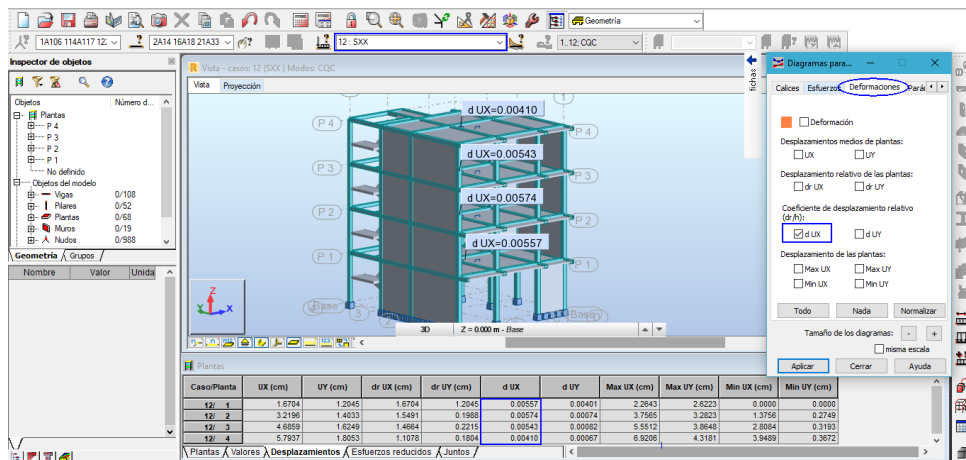 Geometría
1A106 114A117 12:
2A14 16A18 21A33
12 : SXX
1..12; CQC
Inspector de objetos
Objetos
Número d...
Plantas
P 4
P 3
P 2
P 1
No definido
Objetos del modelo
Vigas 0/108
Pilares 0/52
Plantas 0/68
Muros 0/19
Nudos 0/988
Geometría
Grupos
Nombre Valor Unida
Vista - casos: 12 (SXX ) Modos: CQC
Vista Proyección
fichas
d UX=0.00410
d UX=0.00543
d UX=0.00574
d UX=0.00557
P 4
P 3
P 2
P 1
Base
3
2
1
P 4
P 3
P 2
P 1
Base
Z
Y
X
3D
Z = 0.000 m - Base
Plantas
Caso/Planta UX (cm) UY (cm) dr UX (cm) dr UY (cm) d UX d UY Max UX (cm) Max UY (cm) Min UX (cm) Min UY (cm)
12/ 1 1.6704 1.2045 1.6704 1.2045 0.00557 0.00401 2.2643 2.6223 0.0000 0.0000
12/ 2 3.2196 1.4033 1.5491 0.1988 0.00574 0.00074 3.7565 3.2823 1.3756 0.2749
12/ 3 4.6859 1.6249 1.4664 0.2215 0.00543 0.00082 5.5512 3.8648 2.8084 0.3193
12/ 4 5.7937 1.8053 1.1078 0.1804 0.00410 0.00067 6.9206 4.3181 3.9489 0.3672
Plantas Valores Desplazamientos Esfuerzos reducidos Juntos
Diagramas para...
Calices Esfuerzo Deformaciones Pará
Deformación
Desplazamientos medios de plantas:
UX UY
Desplazamiento relativo de las plantas:
dr UX dr UY
Coeficiente de desplazamiento relativo
(dr/h):
d UX d UY
Desplazamiento de las plantas:
Max UX Max UY
Min UX Min UY
Todo Nada Normalizar
Tamaño de los diagramas: - +
misma escala
Aplicar Cerrar Ayuda